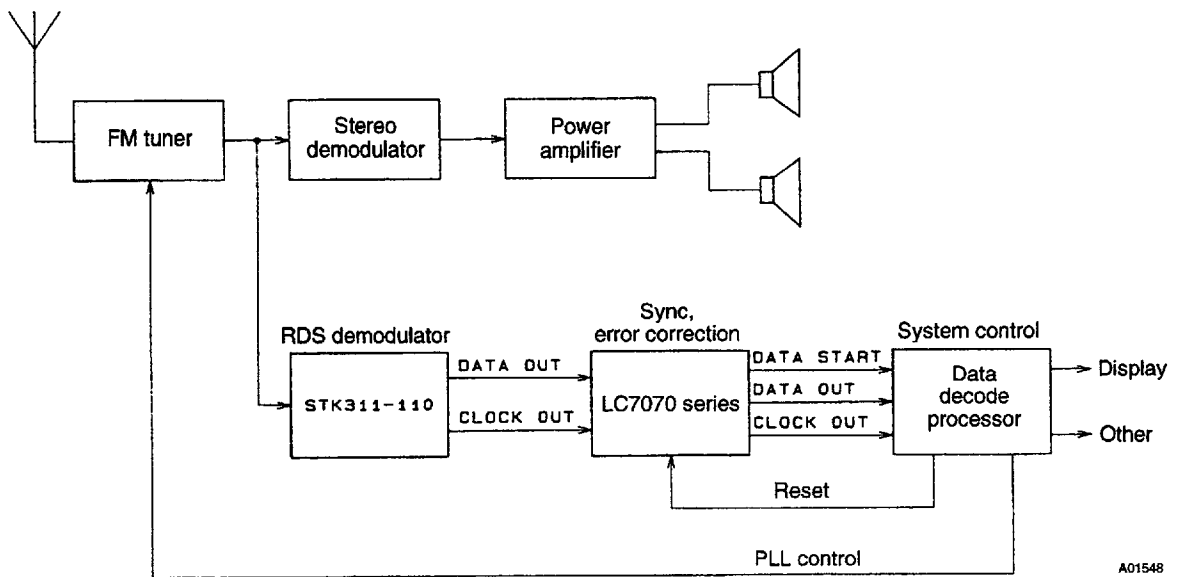 FM tuner
Stereo
demodulator
Power
amplifier
RDS demodulator
STK311-110
DATA OUT
CLOCK OUT
Sync,
error correction
LC7070 series
DATA START
DATA OUT
CLOCK OUT
System control
Data
decode
processor
Display
Other
Reset
PLL control
A01548